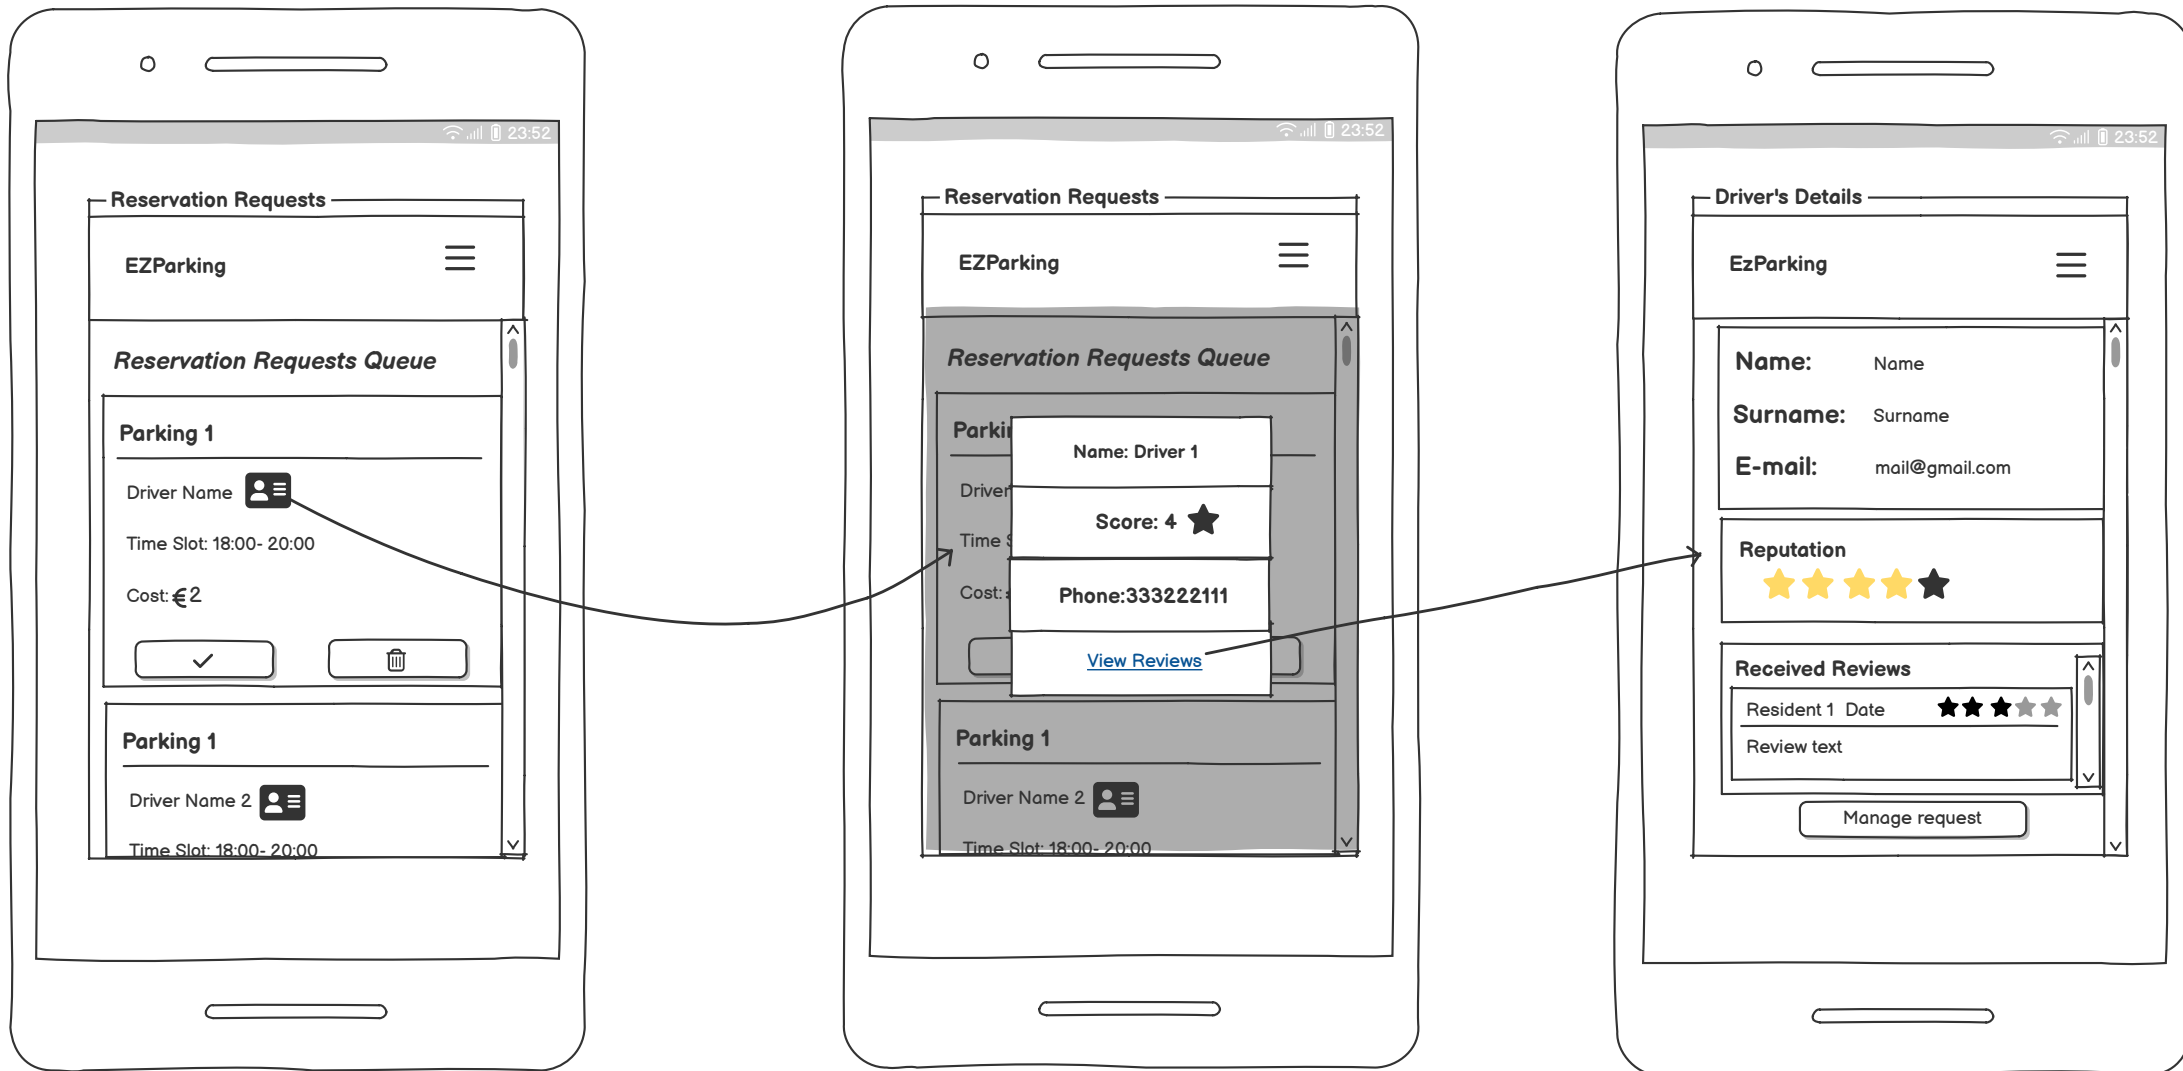 23:52
Reservation Requests
EZParking
Reservation Requests Queue
Parking 1
Driver Name
Time Slot: 18:00- 20:00
Cost: €2
Parking 1
Driver Name 2
Time Slot: 18:00- 20:00
23:52
Reservation Requests
EZParking
Reservation Requests Queue
Parkin
Name: Driver 1
Driver
Score: 4
Time S
Cost:
Phone:333222111
View Reviews
Parking 1
Driver Name 2
Time Slot: 18:00- 20:00
23:52
Driver's Details
EzParking
Name: Name
Surname: Surname
E-mail: mail@gmail.com
Reputation
Received Reviews
Resident 1 Date
Review text
Manage request